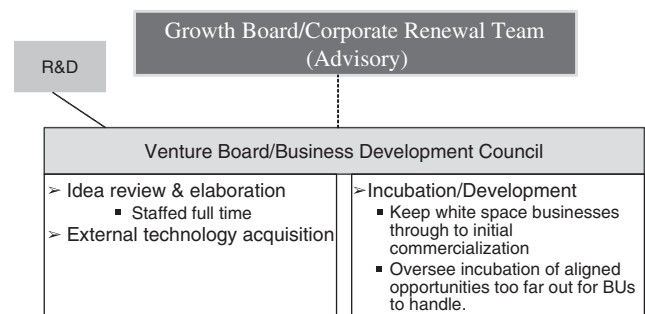 Growth Board/Corporate Renewal Team
(Advisory)
R&D
Venture Board/Business Development Council
➢ Idea review & elaboration
▪ Staffed full time
➢ External technology acquisition
➢Incubation/Development
▪ Keep white space businesses
through to initial
commercialization
▪ Oversee incubation of aligned
opportunities too far out for BUs
to handle.